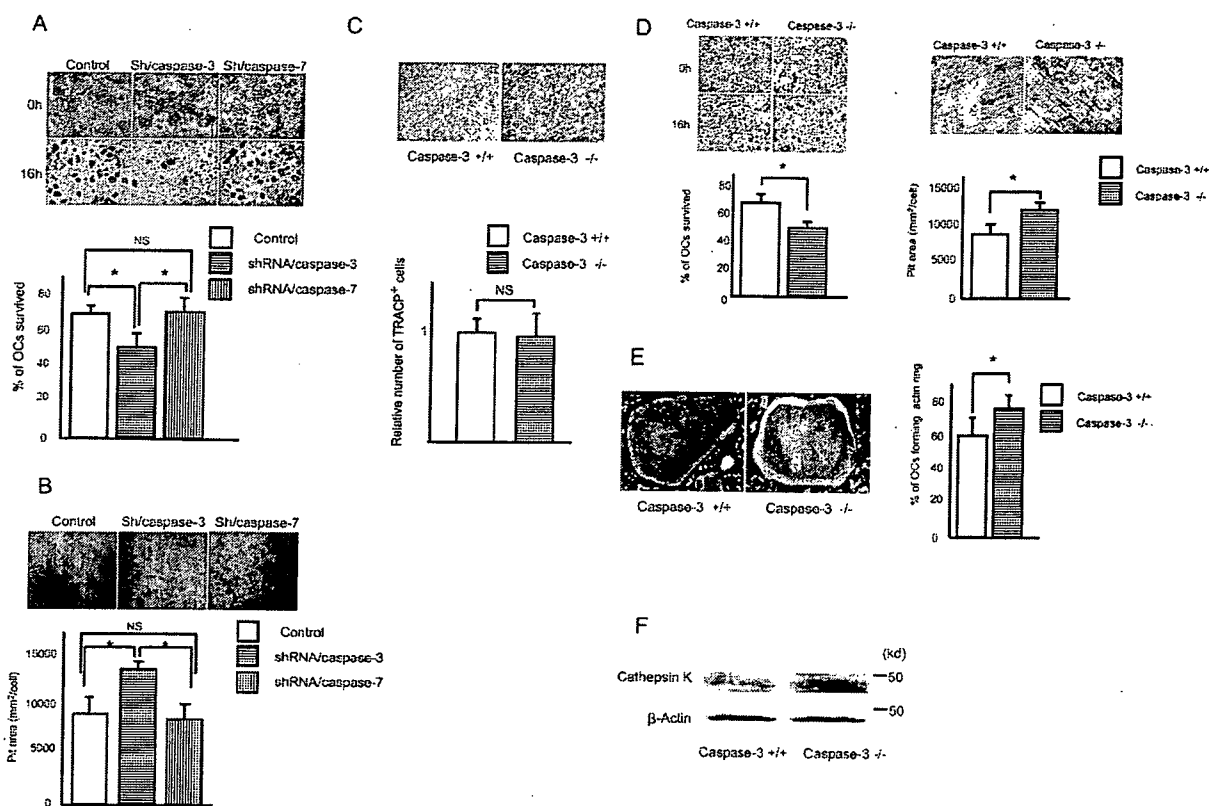 A
Control Sh/caspase-3 Sh/caspase-7
0h
16h
NS
* *
Control
shRNA/caspase-3
shRNA/caspase-7
% of OCs survived
80
60
40
20
0
B
Control Sh/caspase-3 Sh/caspase-7
NS
* *
Control
shRNA/caspase-3
shRNA/caspase-7
Pit area (mm²/cell)
15000
10000
5000
0
C
Caspase-3 +/+ Caspase-3 -/-
Caspase-3 +/+
Caspase-3 -/-
NS
Relative number of TRACP⁺ cells
1
D
Caspase-3 +/+ Caspase-3 -/-
0h
16h
*
% of OCs survived
80
60
40
20
0
Caspase-3 +/+ Caspase-3 -/-
Caspase-3 +/+
Caspase-3 -/-
*
Pit area (mm²/cell)
15000
10000
5000
0
E
Caspase-3 +/+ Caspase-3 -/-
*
Caspase-3 +/+
Caspase-3 -/-
% of OCs forming actin ring
80
60
40
20
0
F
(kd)
Cathepsin K
50
β-Actin
50
Caspase-3 +/+ Caspase-3 -/-